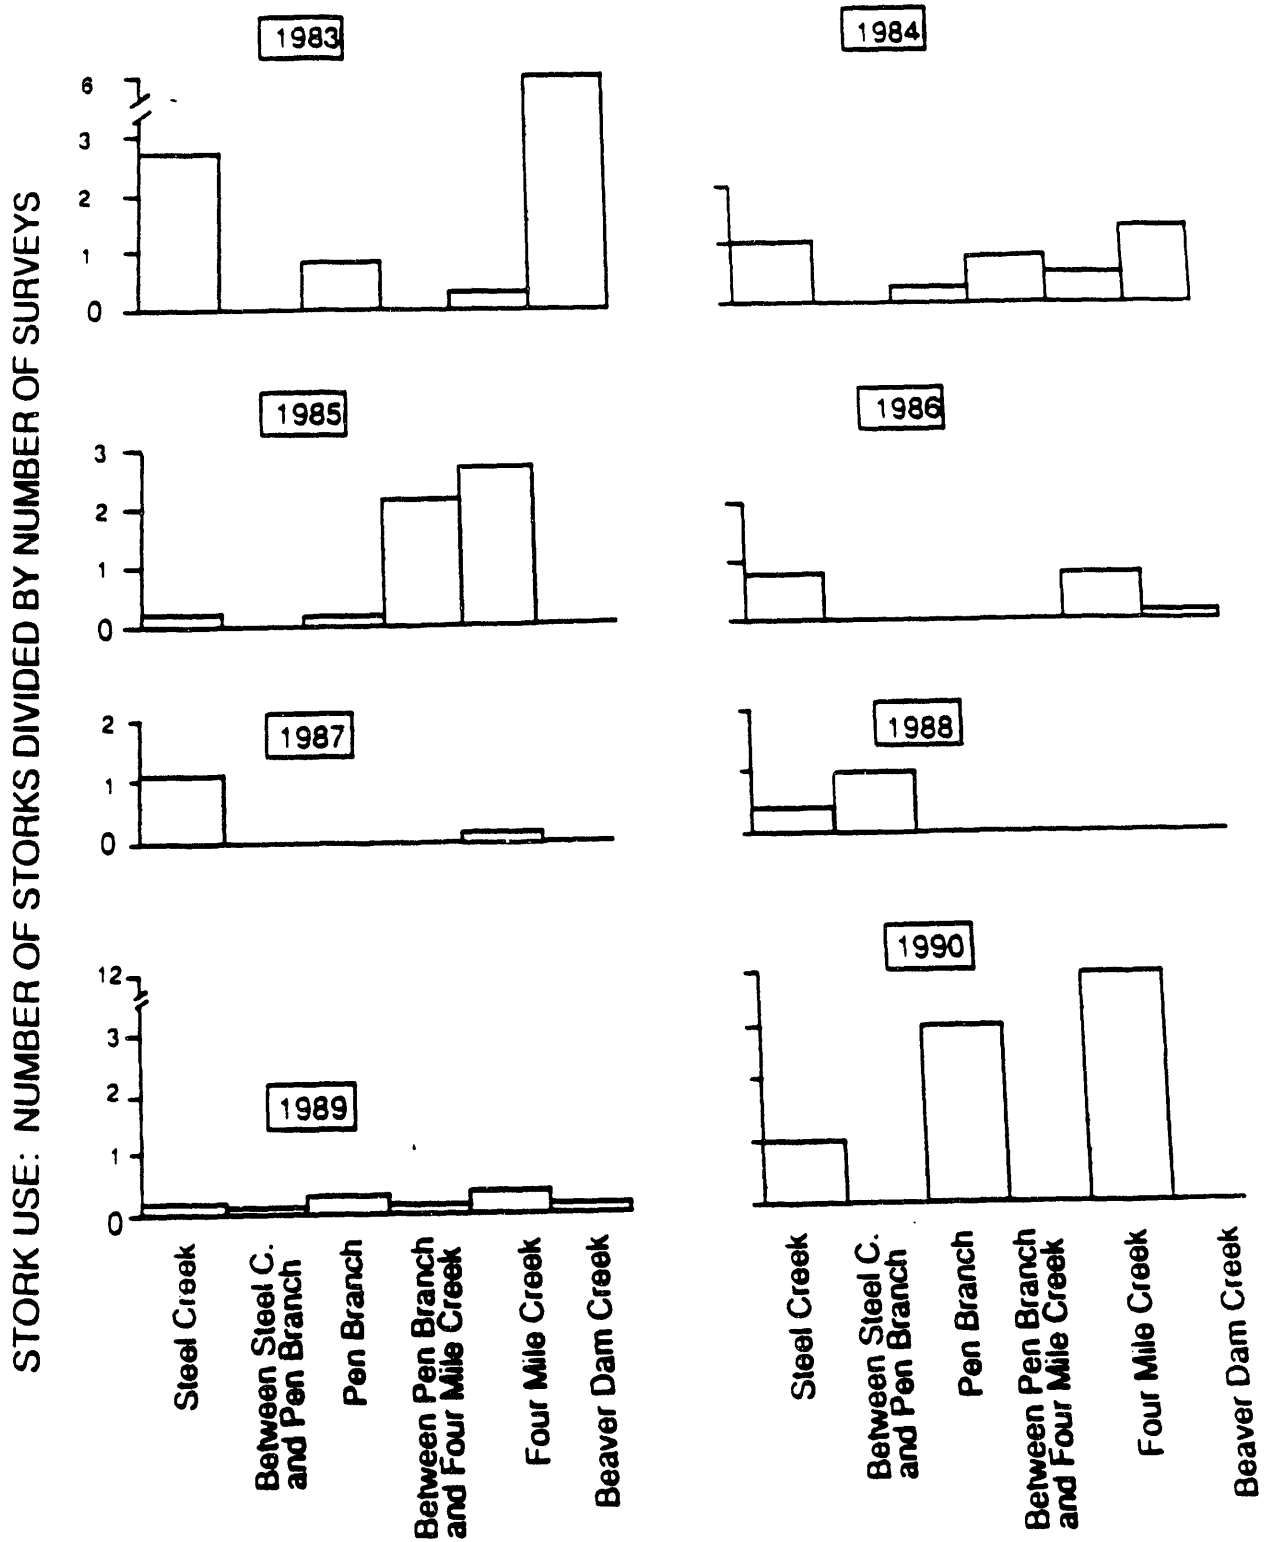 STORK USE: NUMBER OF STORKS DIVIDED BY NUMBER OF SURVEYS
1983
6
3
2
1
0
1984
1985
3
2
1
0
1986
1987
2
1
0
1988
1989
12
3
2
1
0
1990
Steel Creek
Between Steel C.
and Pen Branch
Pen Branch
Between Pen Branch
and Four Mile Creek
Four Mile Creek
Beaver Dam Creek
Steel Creek
Between Steel C.
and Pen Branch
Pen Branch
Between Pen Branch
and Four Mile Creek
Four Mile Creek
Beaver Dam Creek